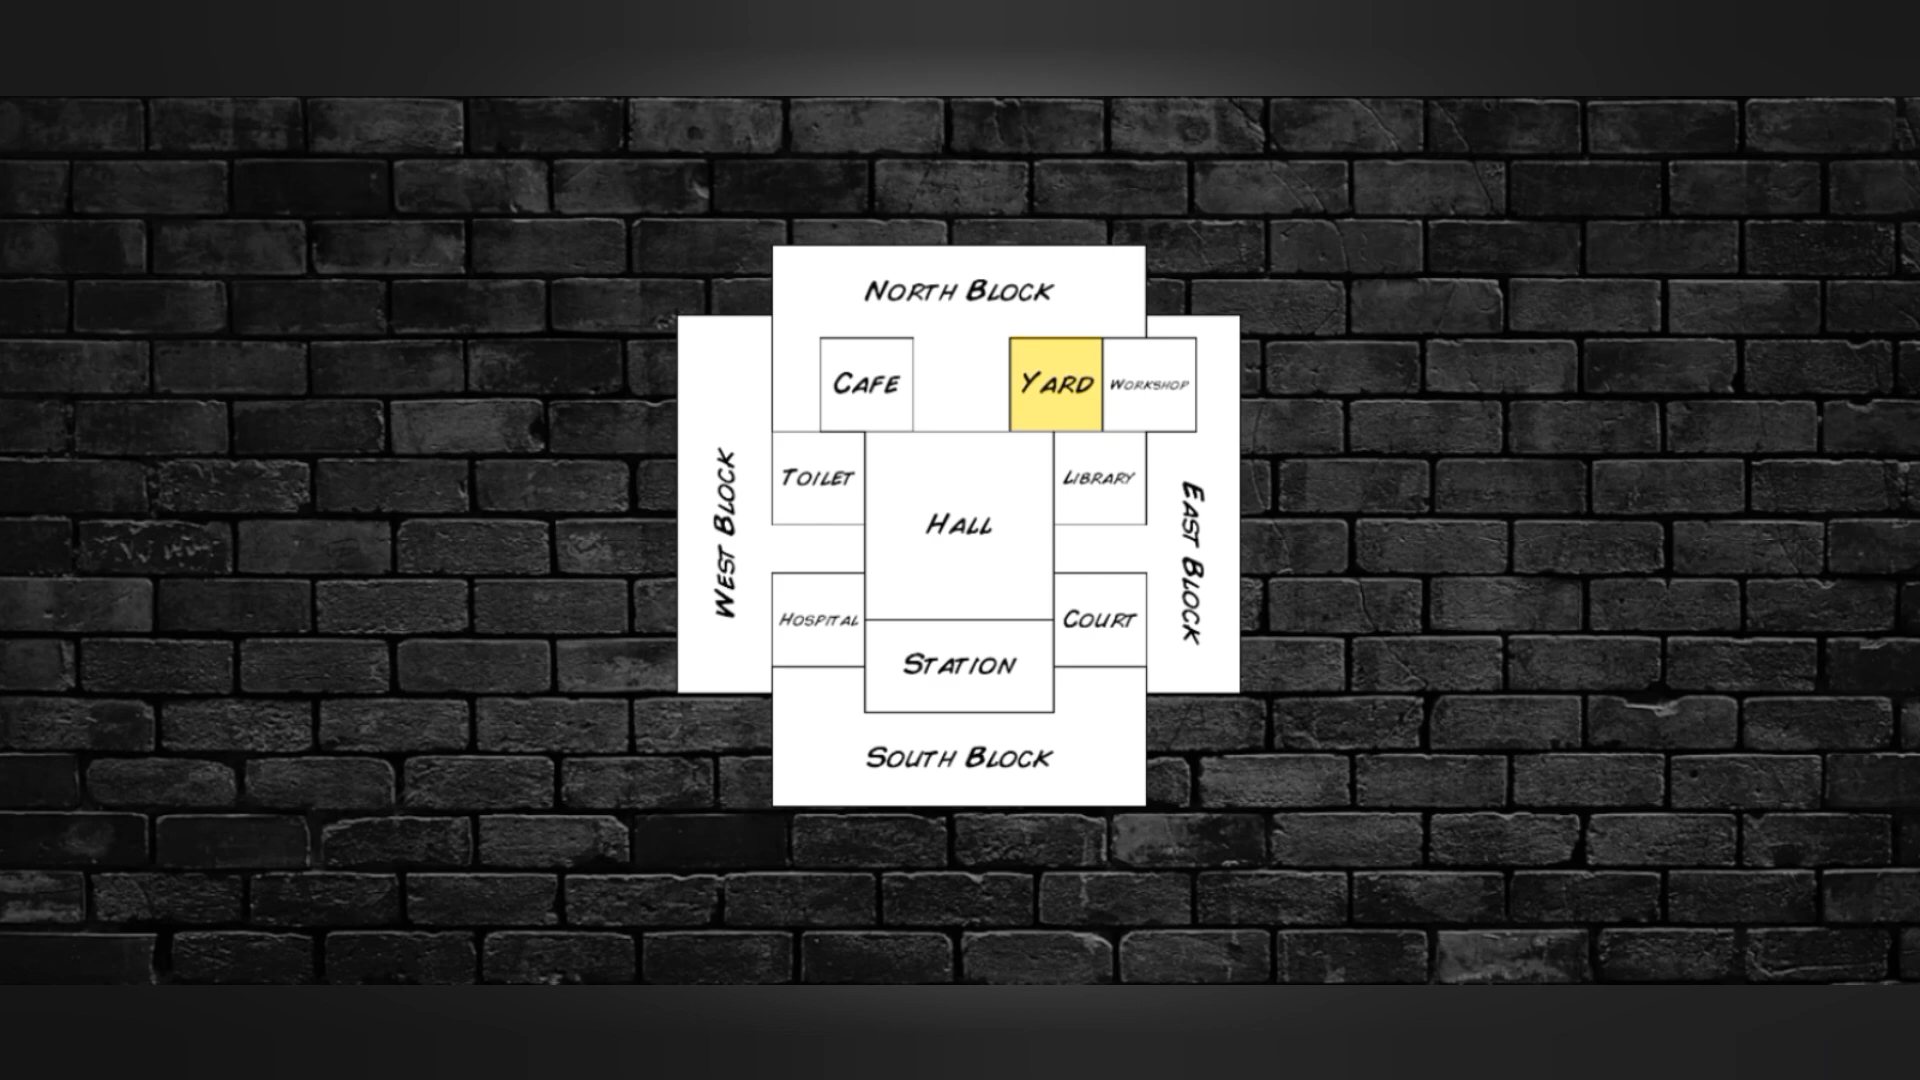 North Block
Cafe
Yard
Workshop
Toilet
Library
West Block
Hall
East Block
Hospital
Court
Station
South Block